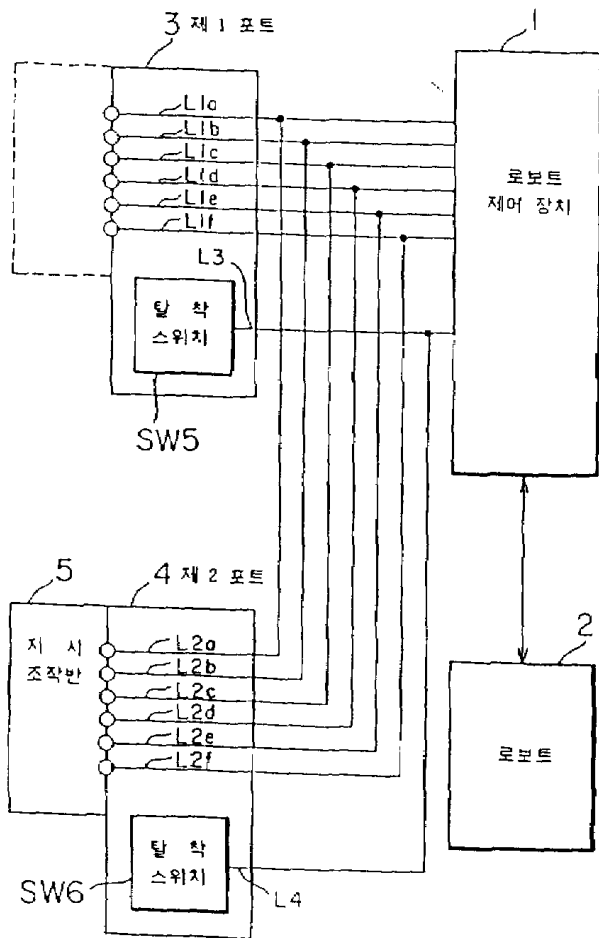 3 제 1 포트
1
L1a
L1b
L1c
L1d
L1e
L1f
로보트
제어 장치
L3
탈 착
스위치
SW5
5
4 제 2 포트
2
지 시
조작반
L2a
L2b
L2c
L2d
L2e
L2f
로보트
탈 착
스위치
SW6
L4